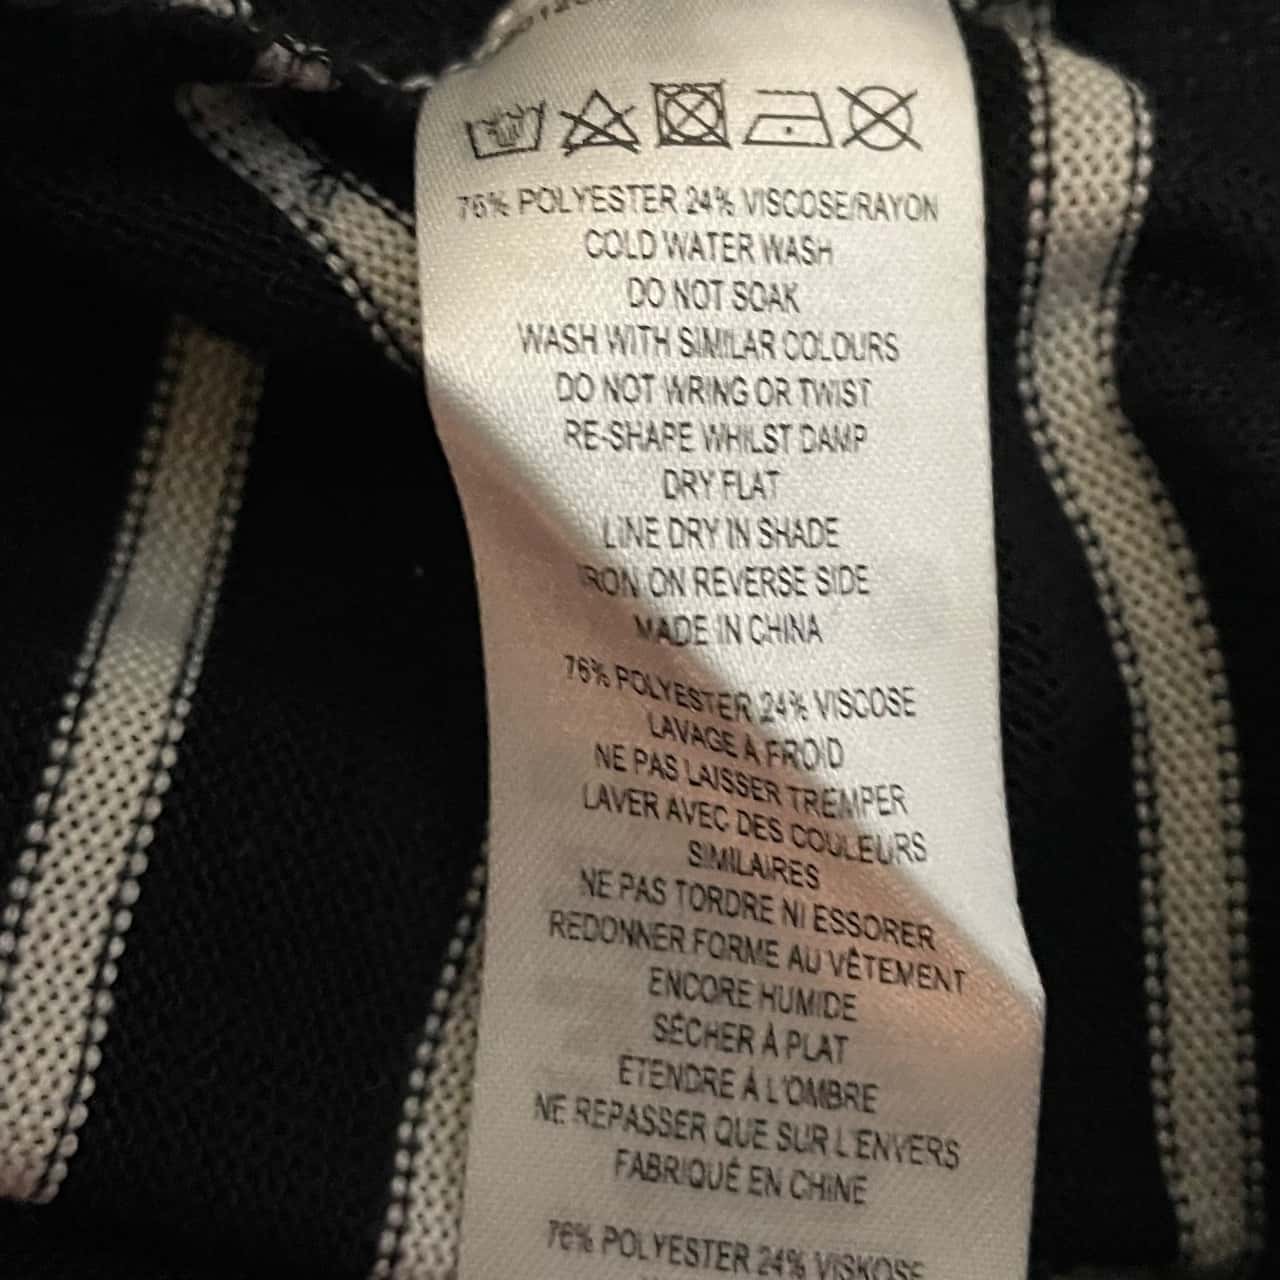 76% POLYESTER 24% VISCOSE/RAYON
COLD WATER WASH
DO NOT SOAK
WASH WITH SIMILAR COLOURS
DO NOT WRING OR TWIST
RE-SHAPE WHILST DAMP
DRY FLAT
LINE DRY IN SHADE
IRON ON REVERSE SIDE
MADE IN CHINA
76% POLYESTER 24% VISCOSE
LAVAGE A FROID
NE PAS LAISSER TREMPER
LAVER AVEC DES COULEURS
SIMILAIRES
NE PAS TORDRE NI ESSORER
REDONNER FORME AU VÊTEMENT
ENCORE HUMIDE
SÉCHER À PLAT
ETENDRE À L'OMBRE
NE REPASSER QUE SUR L'ENVERS
FABRIQUÉ EN CHINE
76% POLYESTER 24% VISKOSE